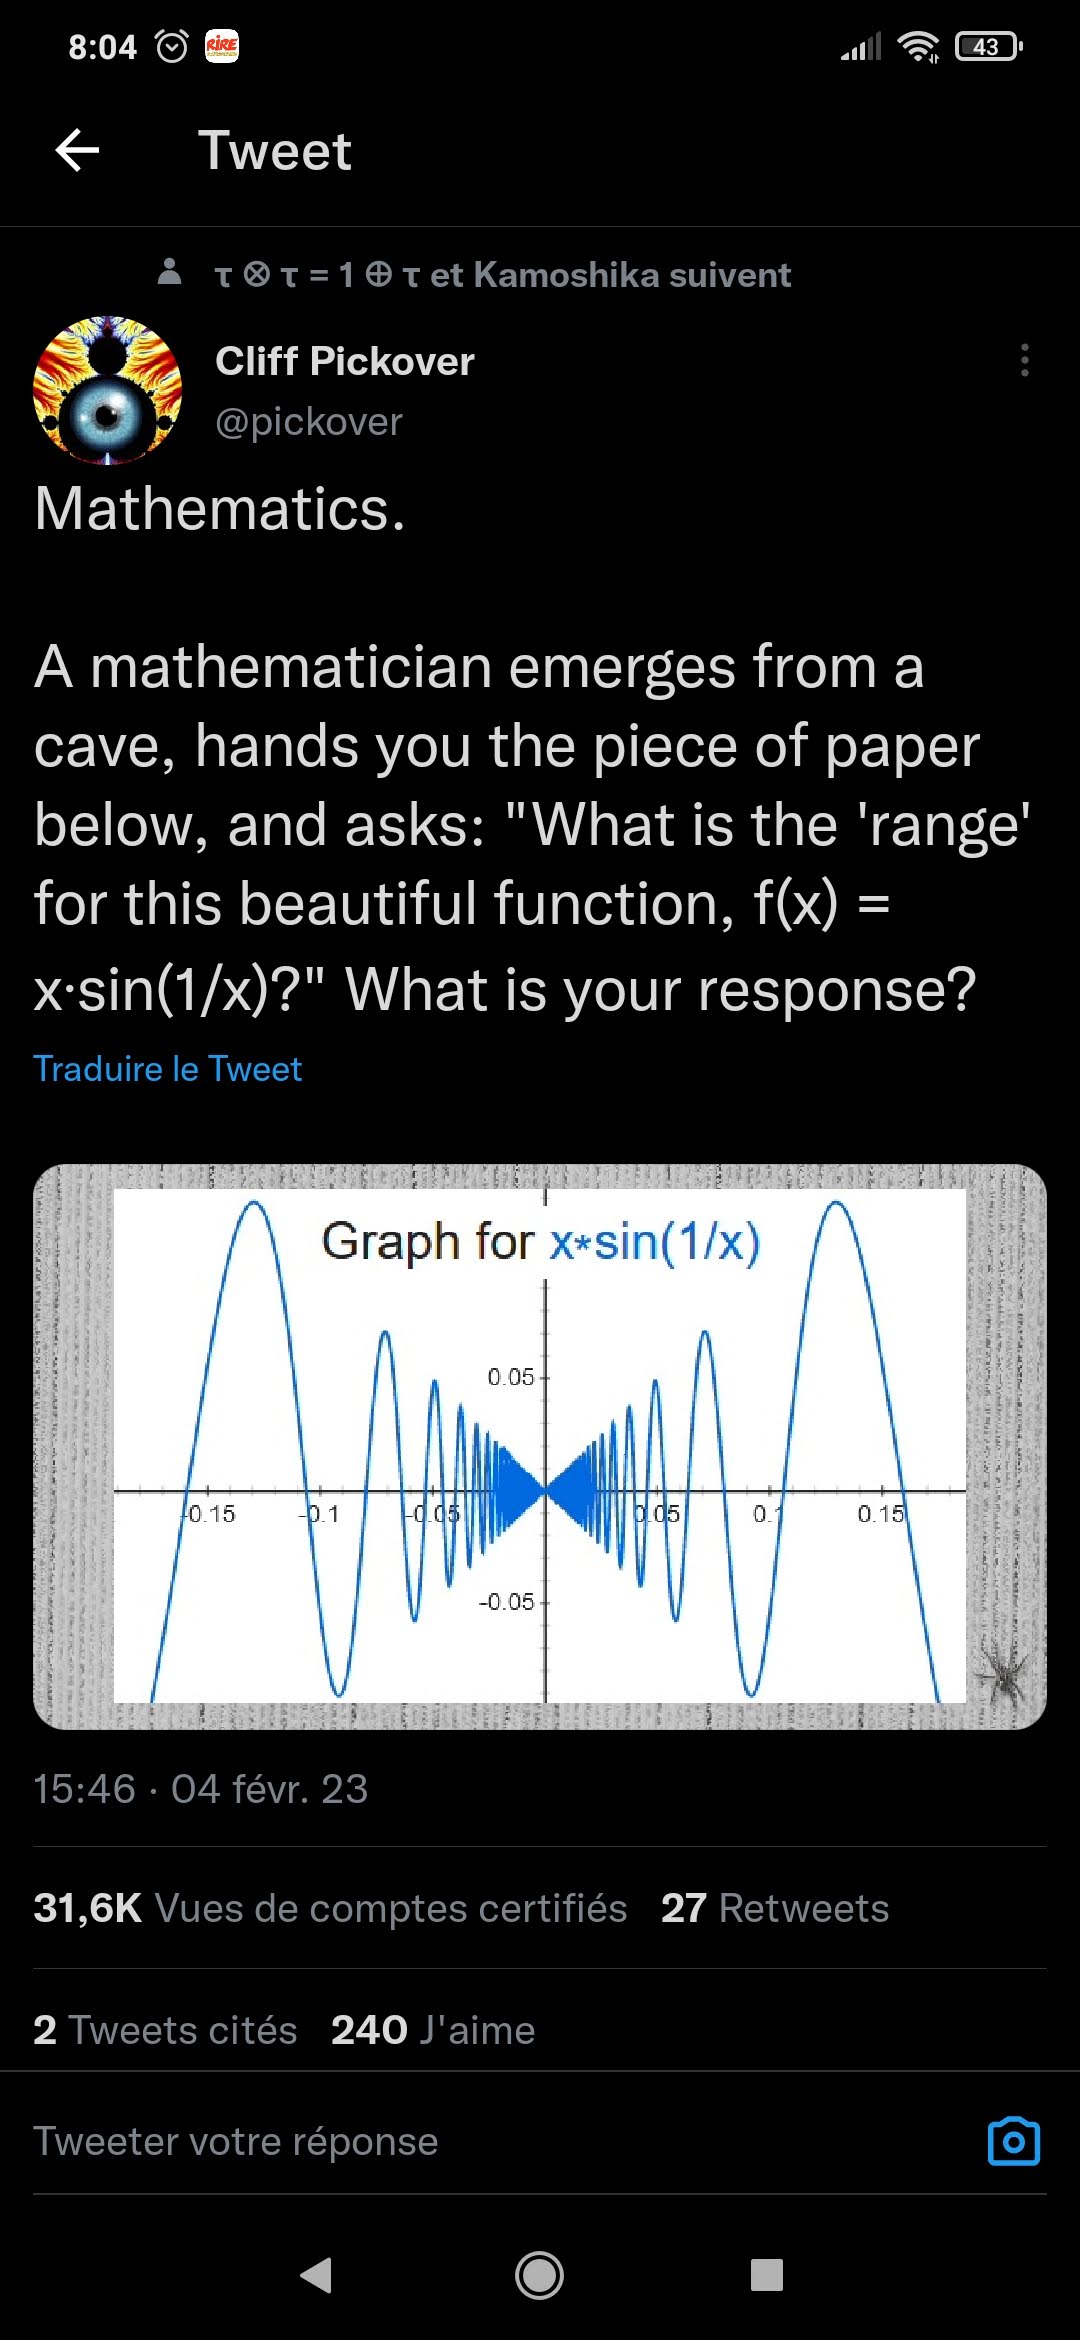 8:04
RiRE
43
Tweet
τ ⊗ τ = 1 ⊕ τ et Kamoshika suivent
Cliff Pickover
@pickover
Mathematics.
A mathematician emerges from a
cave, hands you the piece of paper
below, and asks: "What is the 'range'
for this beautiful function, f(x) =
x·sin(1/x)?" What is your response?
Traduire le Tweet
Graph for x*sin(1/x)
0.05
-0.15
-0.1
-0.05
0.05
0.1
0.15
-0.05
15:46 · 04 févr. 23
31,6K Vues de comptes certifiés 27 Retweets
2 Tweets cités 240 J'aime
Tweeter votre réponse